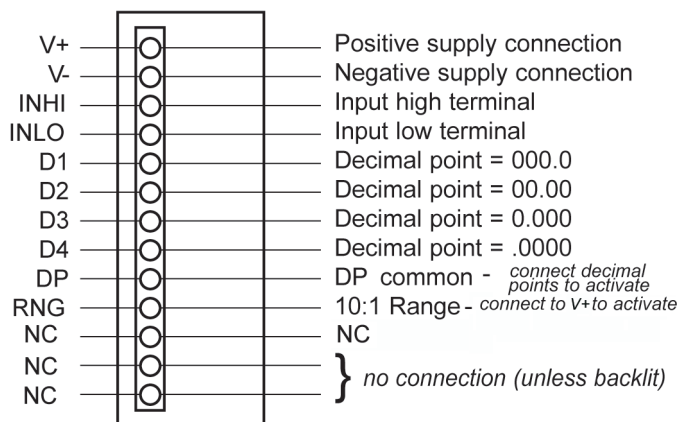 V+ Positive supply connection
V- Negative supply connection
INHI Input high terminal
INLO Input low terminal
D1 Decimal point = 000.0
D2 Decimal point = 00.00
D3 Decimal point = 0.000
D4 Decimal point = .0000
DP DP common - connect decimal points to activate
RNG 10:1 Range - connect to V+ to activate
NC NC
NC
NC
} no connection (unless backlit)